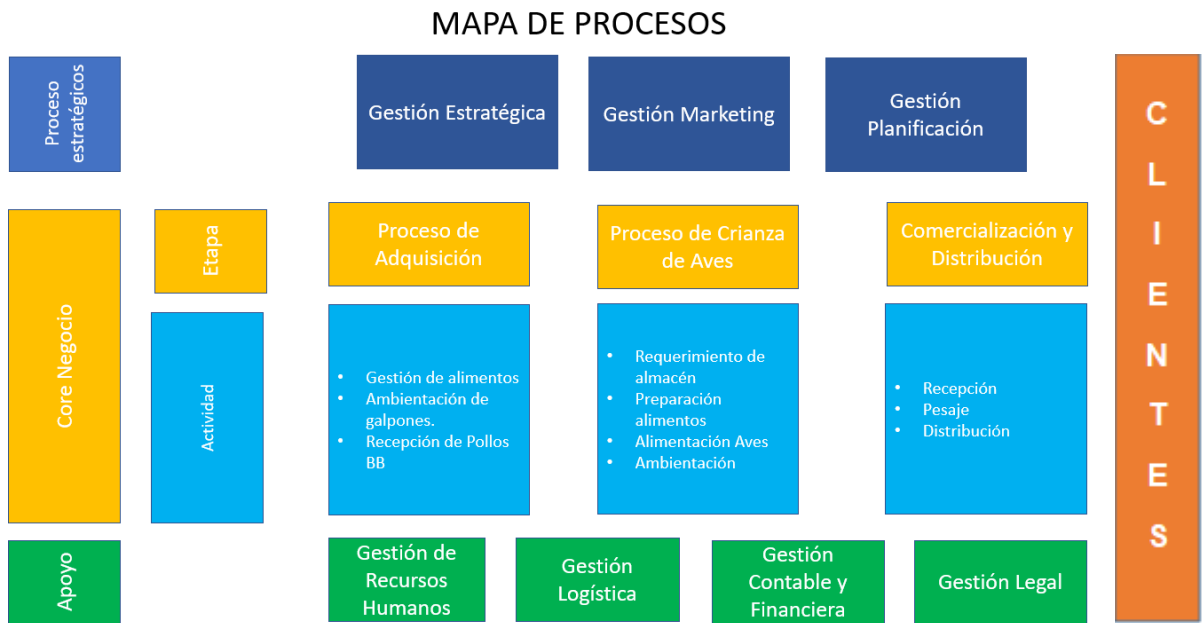 MAPA DE PROCESOS
Proceso
estratégicos
Gestión Estratégica
Gestión Marketing
Gestión
Planificación
Core Negocio
Etapa
Proceso de
Adquisición
Proceso de Crianza
de Aves
Comercialización y
Distribución
Actividad
• Gestión de alimentos
• Ambientación de
galpones.
• Recepción de Pollos
BB
• Requerimiento de
almacén
• Preparación
alimentos
• Alimentación Aves
• Ambientación
• Recepción
• Pesaje
• Distribución
Apoyo
Gestión de
Recursos
Humanos
Gestión
Logística
Gestión
Contable y
Financiera
Gestión Legal
C
L
I
E
N
T
E
S